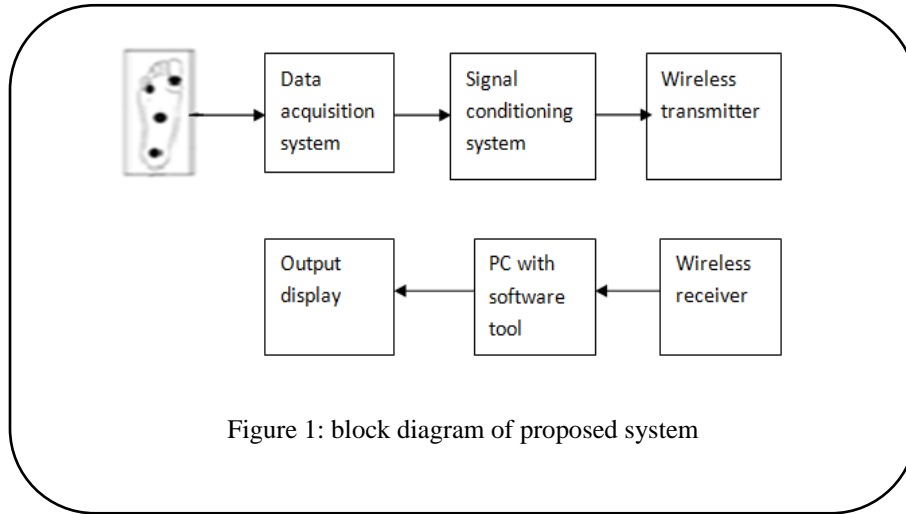 Data
acquisition
system
Signal
conditioning
system
Wireless
transmitter
Output
display
PC with
software
tool
Wireless
receiver
Figure 1: block diagram of proposed system